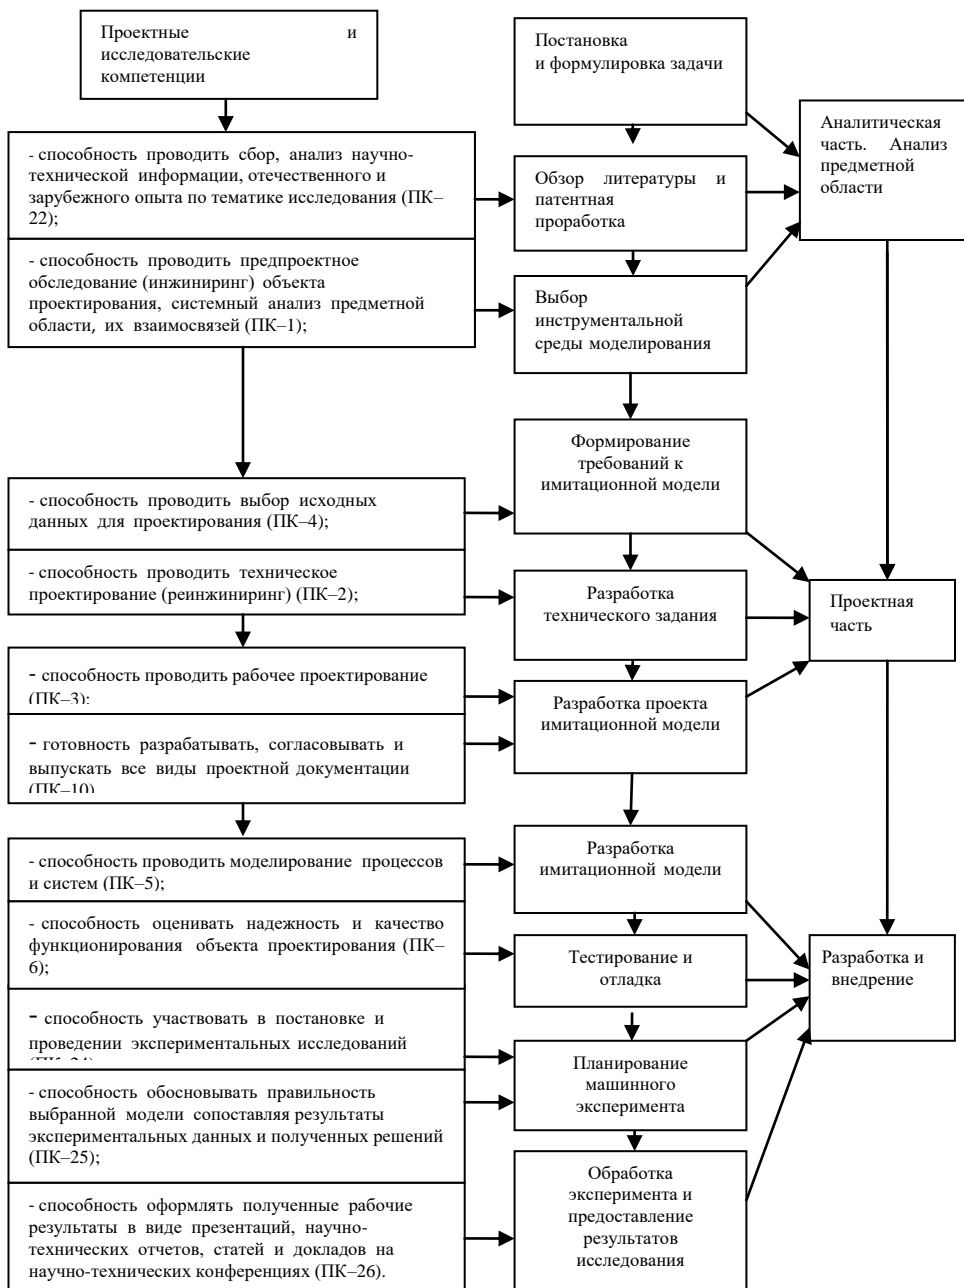 Проектные и
исследовательские
компетенции
- способность проводить сбор, анализ научно-
технической информации, отечественного и
зарубежного опыта по тематике исследования (ПК–
22);
- способность проводить предпроектное
обследование (инжиниринг) объекта
проектирования, системный анализ предметной
области, их взаимосвязей (ПК–1);
- способность проводить выбор исходных
данных для проектирования (ПК–4);
- способность проводить техническое
проектирование (реинжиниринг) (ПК–2);
- способность проводить рабочее проектирование
(ПК–3);
- готовность разрабатывать, согласовывать и
выпускать все виды проектной документации
(ПК–10)
- способность проводить моделирование процессов
и систем (ПК–5);
- способность оценивать надежность и качество
функционирования объекта проектирования (ПК–
6);
- способность участвовать в постановке и
проведении экспериментальных исследований
- способность обосновывать правильность
выбранной модели сопоставляя результаты
экспериментальных данных и полученных решений
(ПК–25);
- способность оформлять полученные рабочие
результаты в виде презентаций, научно-
технических отчетов, статей и докладов на
научно-технических конференциях (ПК–26).
Постановка
и формулировка задачи
Обзор литературы и
патентная
проработка
Выбор
инструментальной
среды моделирования
Формирование
требований к
имитационной модели
Разработка
технического задания
Разработка проекта
имитационной модели
Разработка
имитационной модели
Тестирование и
отладка
Планирование
машинного
эксперимента
Обработка
эксперимента и
предоставление
результатов
исследования
Аналитическая
часть. Анализ
предметной
области
Проектная
часть
Разработка и
внедрение